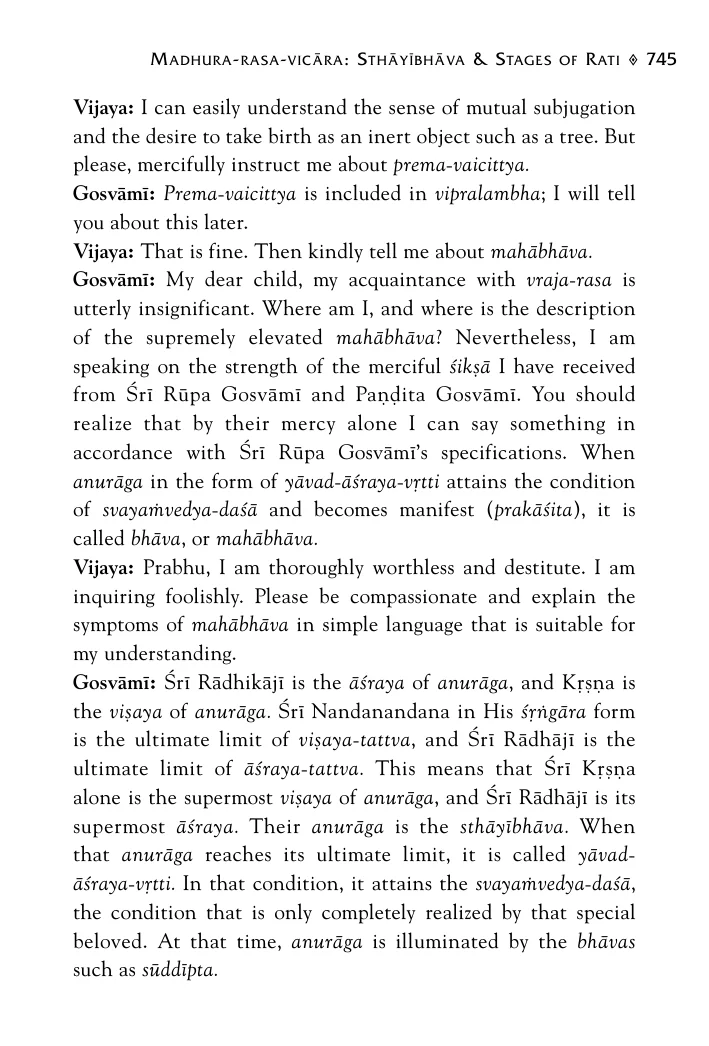 MADHURA-RASA-VICĀRA: STHĀYĪBHĀVA & STAGES OF RATI ◈ 745
Vijaya: I can easily understand the sense of mutual subjugation
and the desire to take birth as an inert object such as a tree. But
please, mercifully instruct me about prema-vaicittya.
Gosvāmī: Prema-vaicittya is included in vipralambha; I will tell
you about this later.
Vijaya: That is fine. Then kindly tell me about mahābhāva.
Gosvāmī: My dear child, my acquaintance with vraja-rasa is
utterly insignificant. Where am I, and where is the description
of the supremely elevated mahābhāva? Nevertheless, I am
speaking on the strength of the merciful śikṣā I have received
from Śrī Rūpa Gosvāmī and Paṇḍita Gosvāmī. You should
realize that by their mercy alone I can say something in
accordance with Śrī Rūpa Gosvāmī's specifications. When
anurāga in the form of yāvad-āśraya-vṛtti attains the condition
of svayaṁvedya-daśā and becomes manifest (prakāśita), it is
called bhāva, or mahābhāva.
Vijaya: Prabhu, I am thoroughly worthless and destitute. I am
inquiring foolishly. Please be compassionate and explain the
symptoms of mahābhāva in simple language that is suitable for
my understanding.
Gosvāmī: Śrī Rādhikājī is the āśraya of anurāga, and Kṛṣṇa is
the viṣaya of anurāga. Śrī Nandanandana in His śṛṅgāra form
is the ultimate limit of viṣaya-tattva, and Śrī Rādhājī is the
ultimate limit of āśraya-tattva. This means that Śrī Kṛṣṇa
alone is the supermost viṣaya of anurāga, and Śrī Rādhājī is its
supermost āśraya. Their anurāga is the sthāyībhāva. When
that anurāga reaches its ultimate limit, it is called yāvad-
āśraya-vṛtti. In that condition, it attains the svayaṁvedya-daśā,
the condition that is only completely realized by that special
beloved. At that time, anurāga is illuminated by the bhāvas
such as sūddīpta.